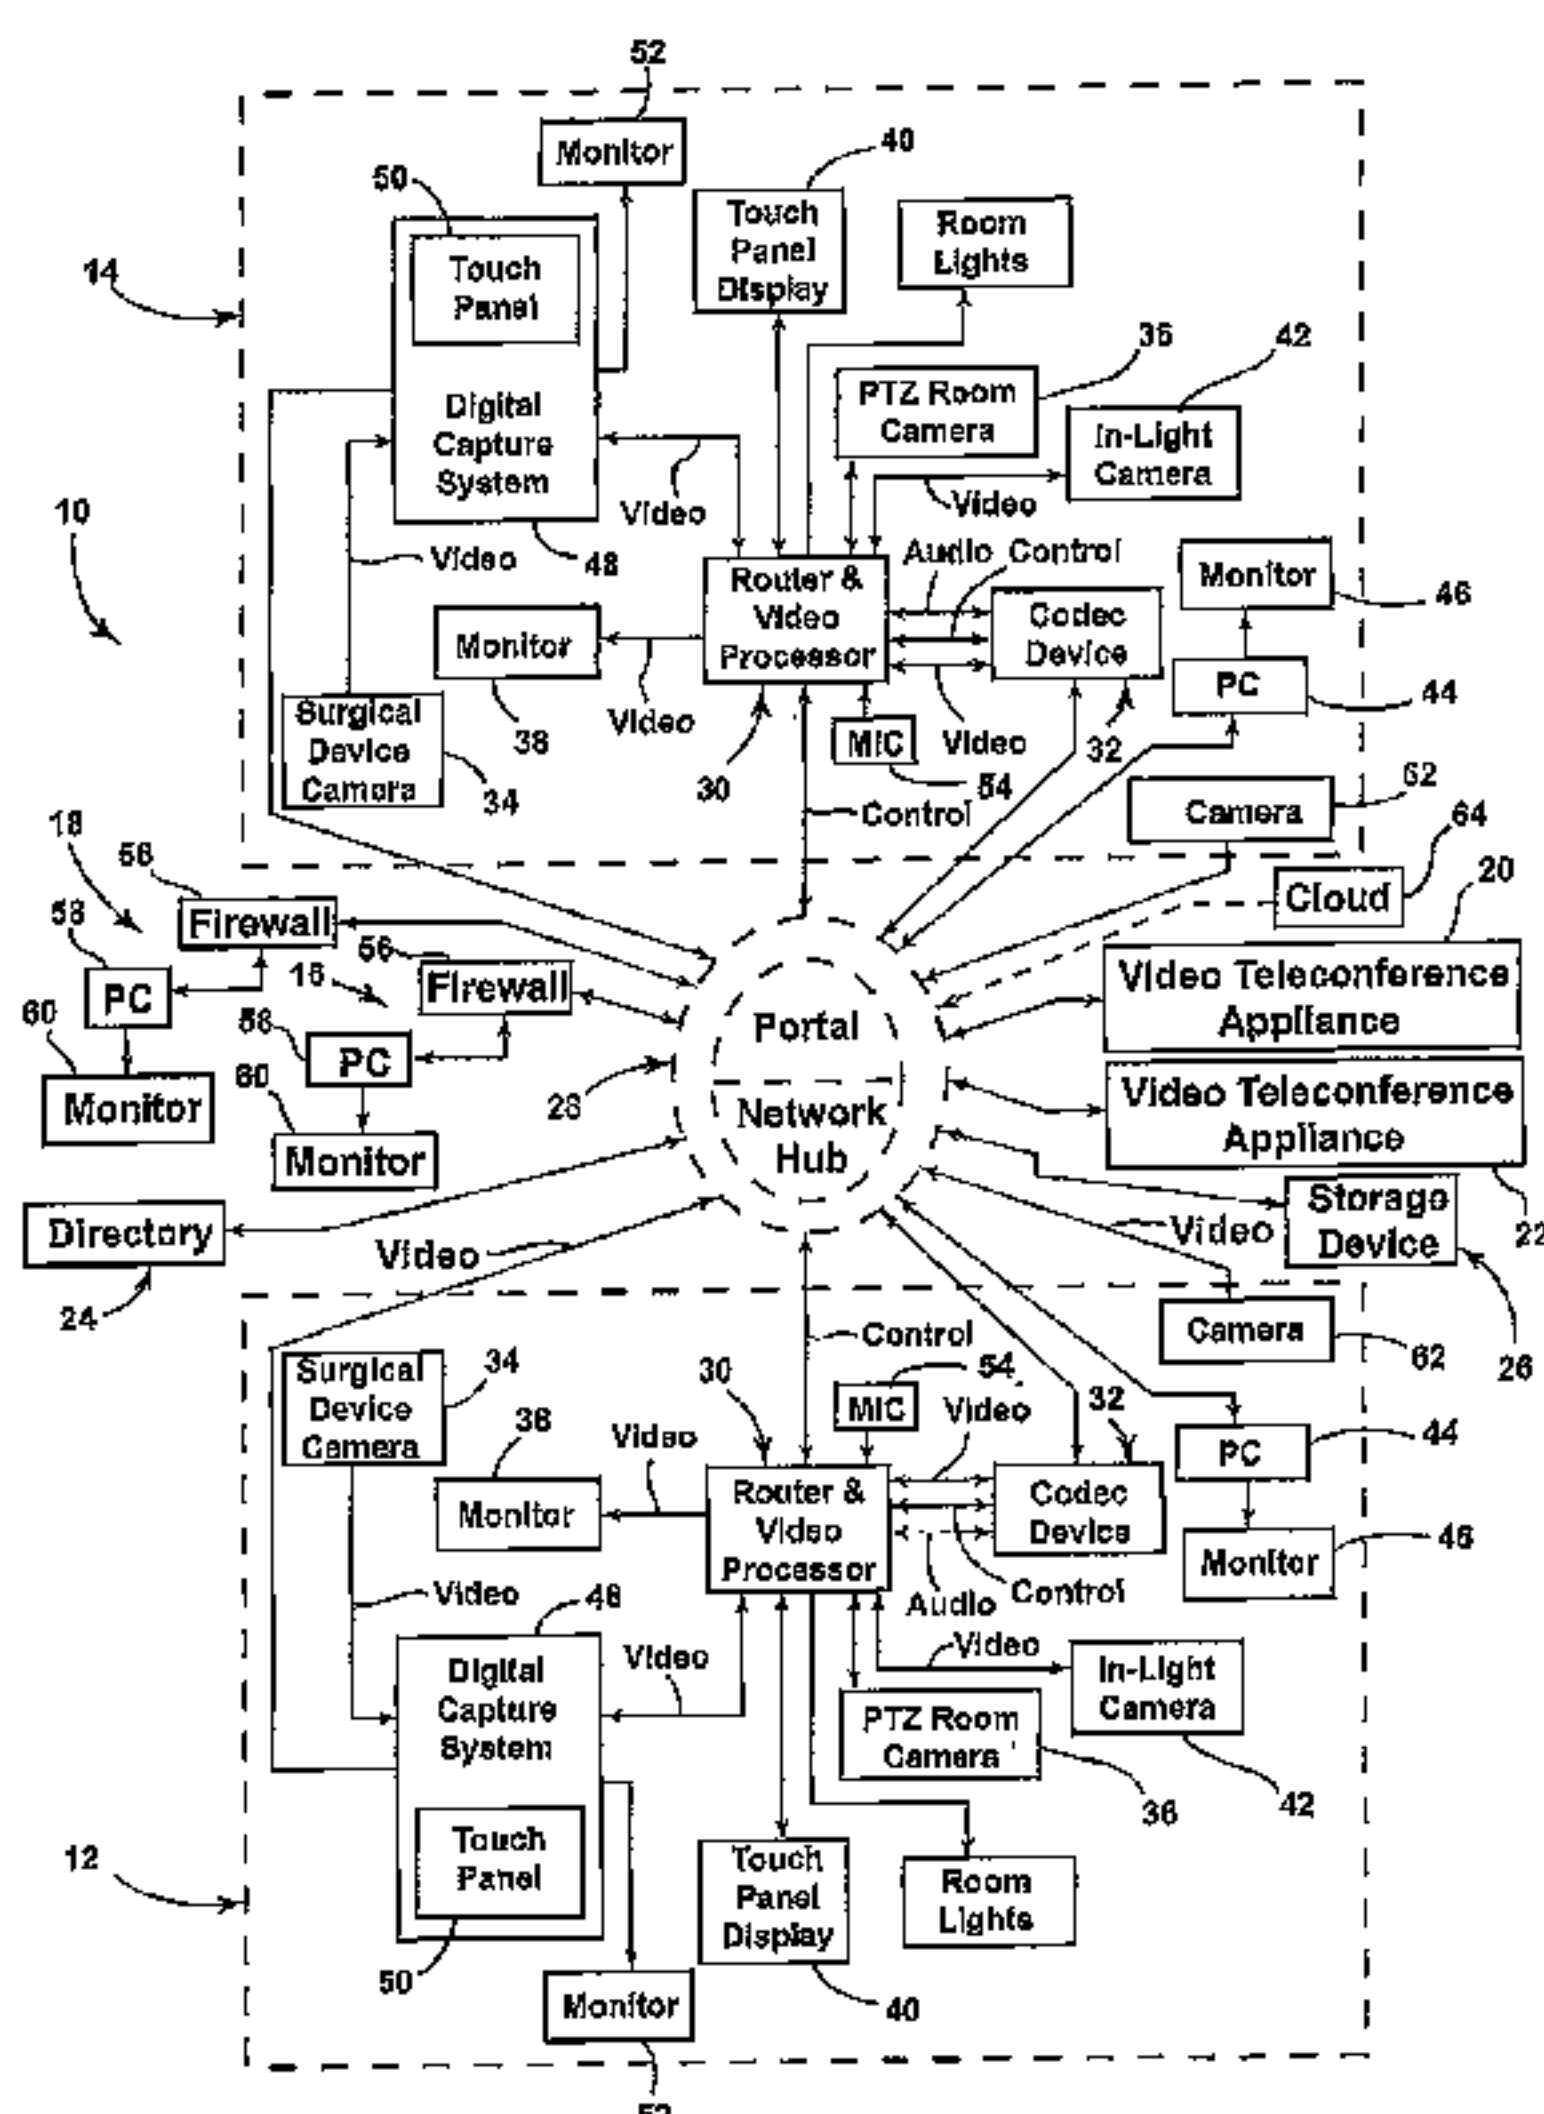 52
Monitor
40
50
Touch
Panel
Display
Room
Lights
Touch
Panel
14
36
42
PTZ Room
Camera
In-Light
Camera
Digital
Capture
System
Video
Video
10
Video
48
Audio
Control
Router &
Video
Processor
Codec
Device
Monitor
46
Monitor
38
Video
PC
44
Surgical
Device
Camera
34
30
MIC
54
Video
32
Control
Camera
62
64
18
56
Firewall
58
PC
60
Monitor
16
56
Firewall
58
PC
60
Monitor
Cloud
20
Video Teleconference
Appliance
Portal
Network
Hub
28
Video Teleconference
Appliance
22
Storage
Device
26
Directory
24
Video
Video
Camera
62
Control
Surgical
Device
Camera
34
30
54
MIC
Video
32
38
Video
Monitor
Router &
Video
Processor
Codec
Device
PC
44
Monitor
46
Video
48
Audio
Control
Video
Video
Digital
Capture
System
In-Light
Camera
PTZ Room
Camera
42
36
12
Touch
Panel
50
Touch
Panel
Display
40
Room
Lights
Monitor